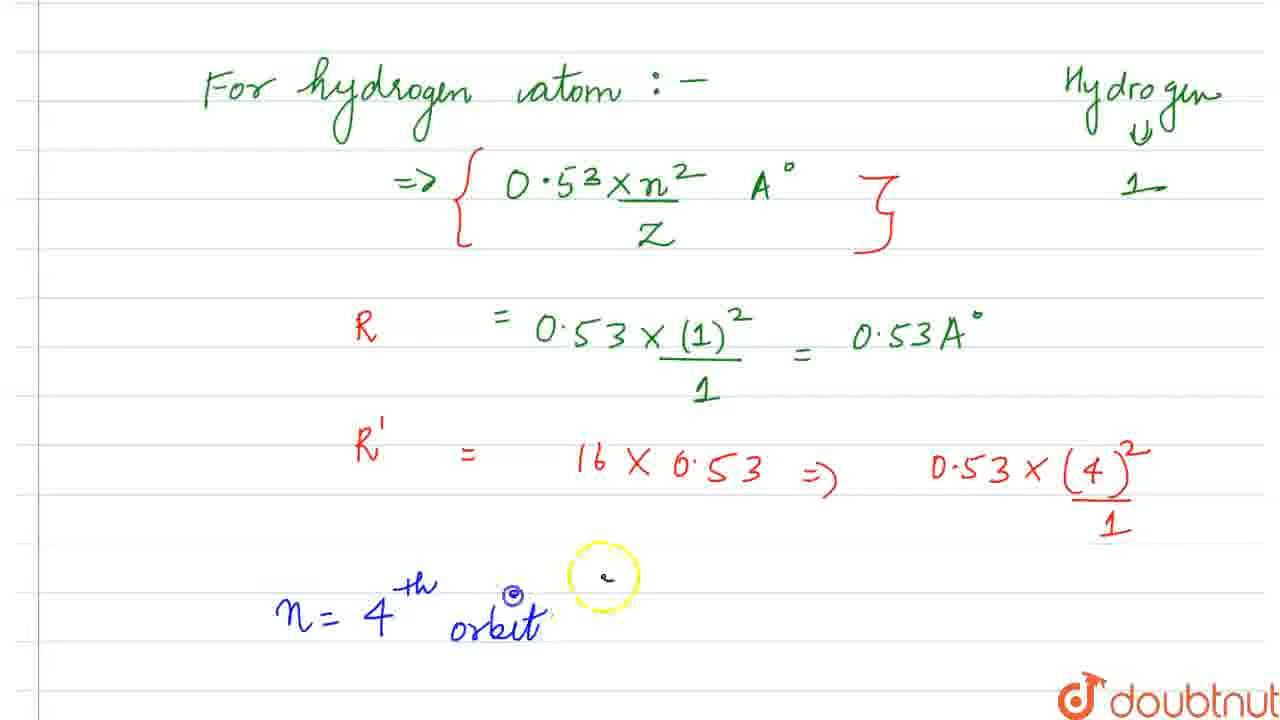 For hydrogen atom :- Hydrogen
=> { 0.53 × n² / Z A° } 1
R = 0.53 × (1)² / 1 = 0.53 A°
R' = 16 × 0.53 => 0.53 × (4)² / 1
n = 4th orbit
doubtnut